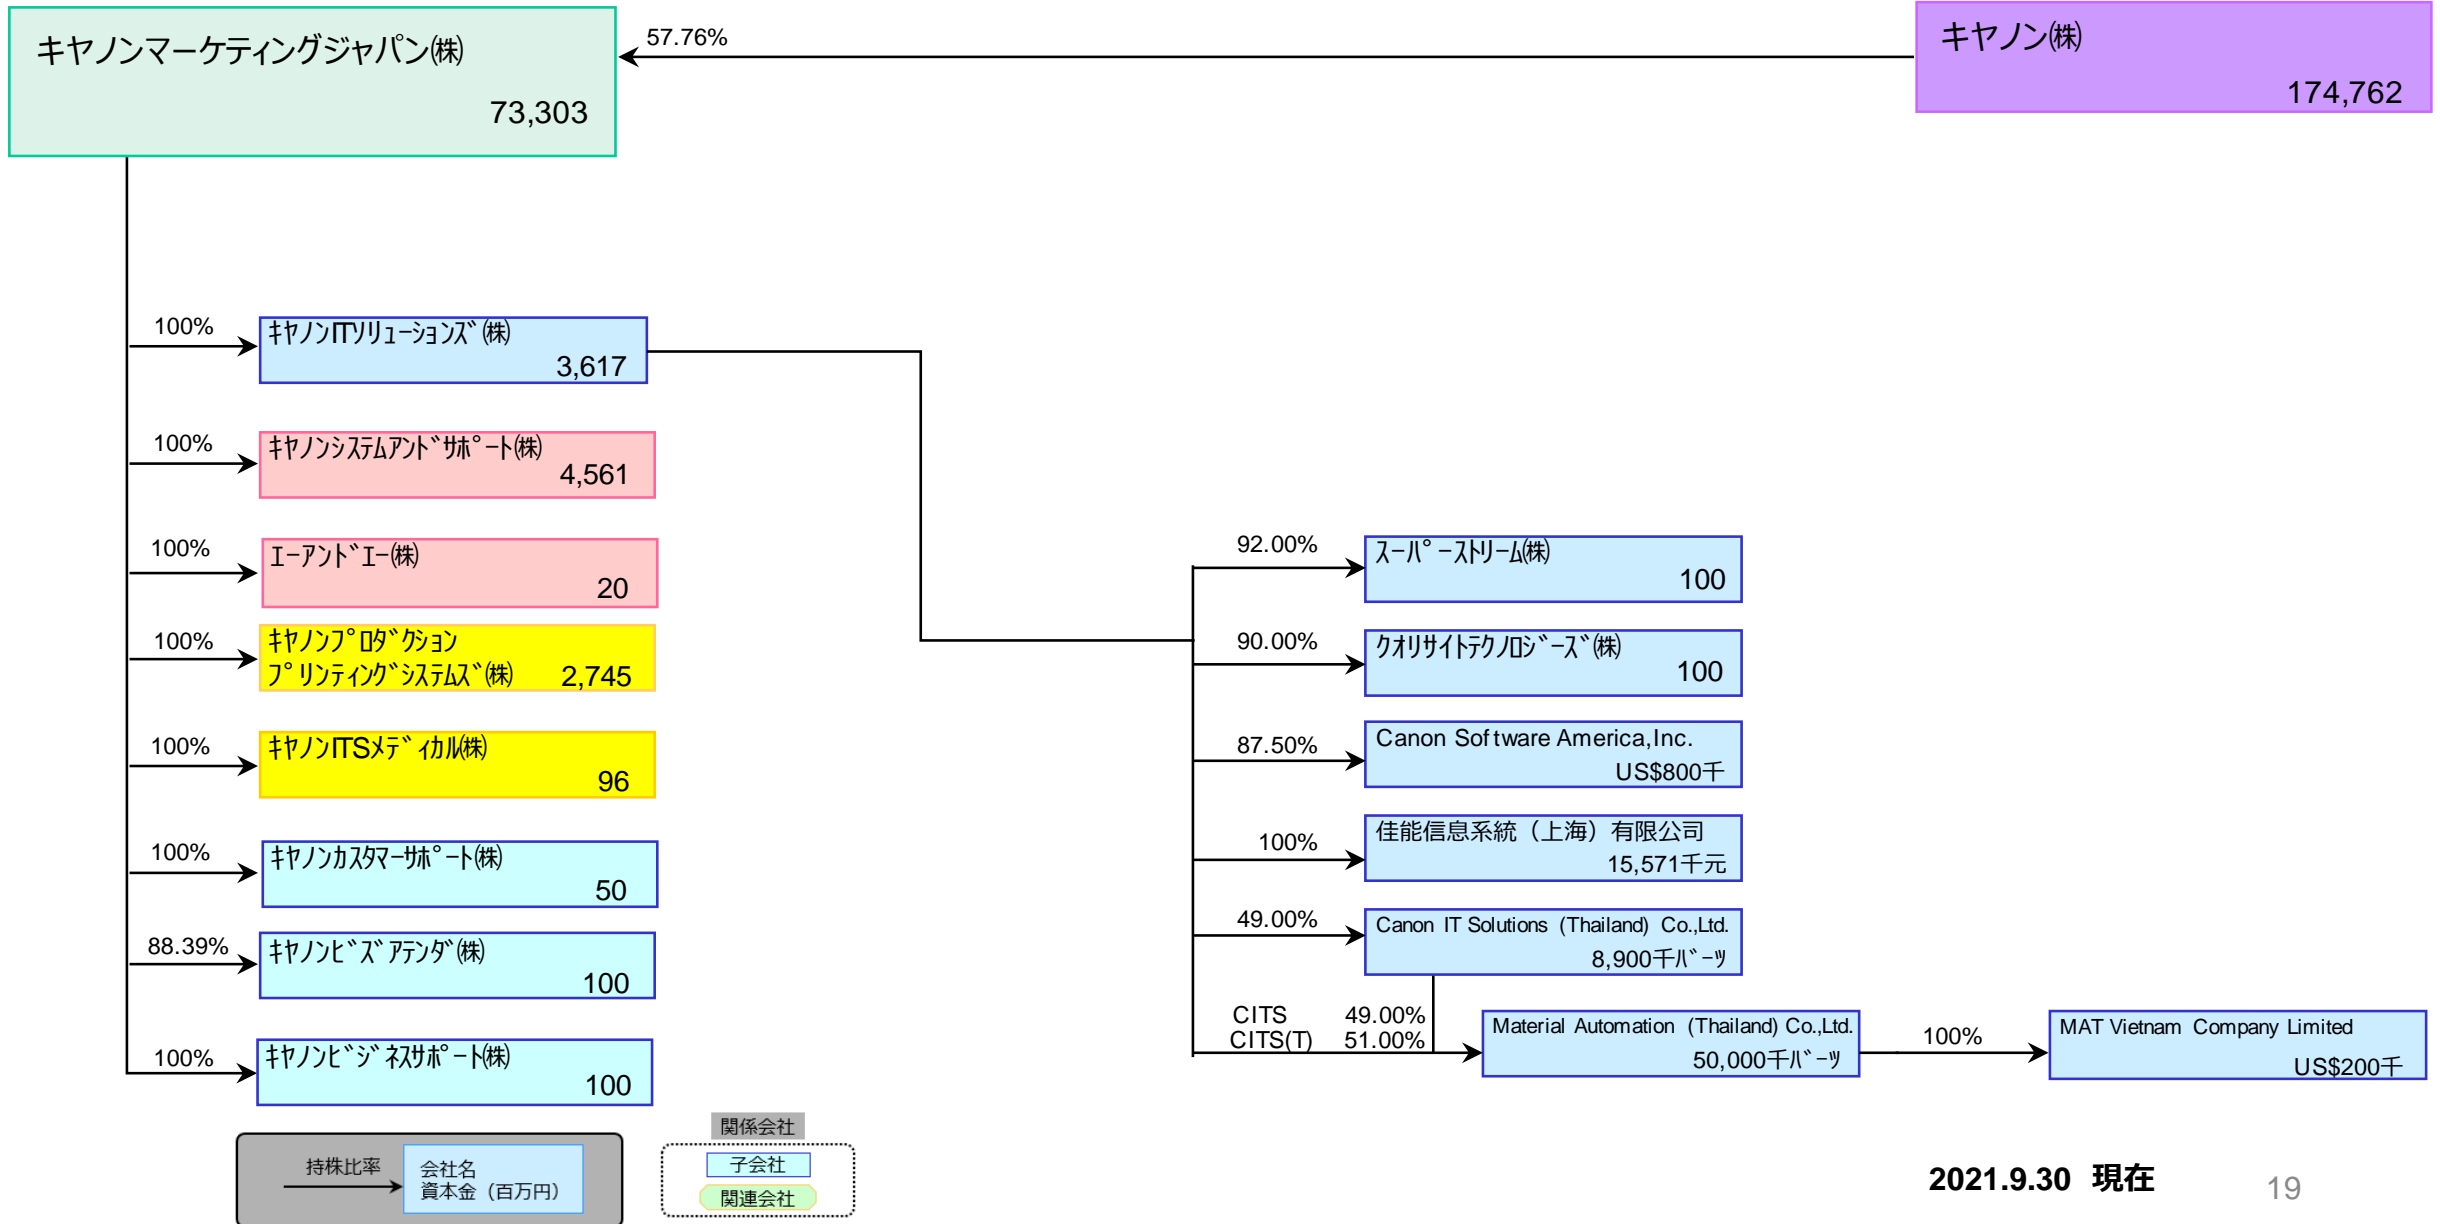 キヤノンマーケティングジャパン㈱
73,303
57.76%
キヤノン㈱
174,762
100%
キヤノンITソリューションズ㈱
3,617
100%
キヤノンシステムアンドサポート㈱
4,561
100%
エーアンドエー㈱
20
100%
キヤノンプロダクション
プリンティングシステムズ㈱ 2,745
100%
キヤノンITSメディカル㈱
96
100%
キヤノンカスタマーサポート㈱
50
88.39%
キヤノンビズアテンダ㈱
100
100%
キヤノンビジネスサポート㈱
100
92.00%
スーパーストリーム㈱
100
90.00%
クオリサイトテクノロジーズ㈱
100
87.50%
Canon Software America,Inc.
US$800千
100%
佳能信息系統（上海）有限公司
15,571千元
49.00%
Canon IT Solutions (Thailand) Co.,Ltd.
8,900千バーツ
CITS 49.00%
CITS(T) 51.00%
Material Automation (Thailand) Co.,Ltd.
50,000千バーツ
100%
MAT Vietnam Company Limited
US$200千
持株比率
会社名
資本金（百万円）
関係会社
子会社
関連会社
2021.9.30 現在
19